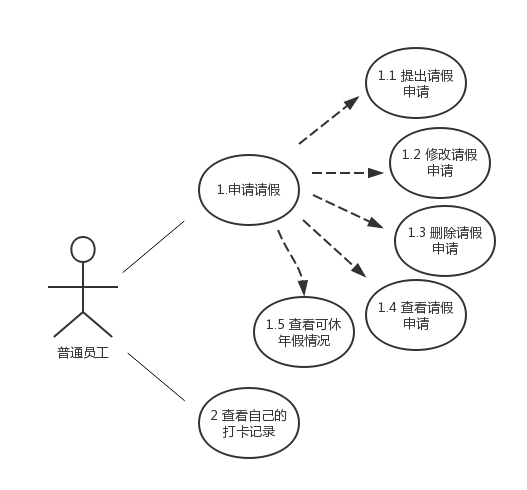 1.1 提出请假
申请
1.2 修改请假
申请
1.申请请假
1.3 删除请假
申请
1.4 查看请假
申请
1.5 查看可休
年假情况
普通员工
2 查看自己的
打卡记录